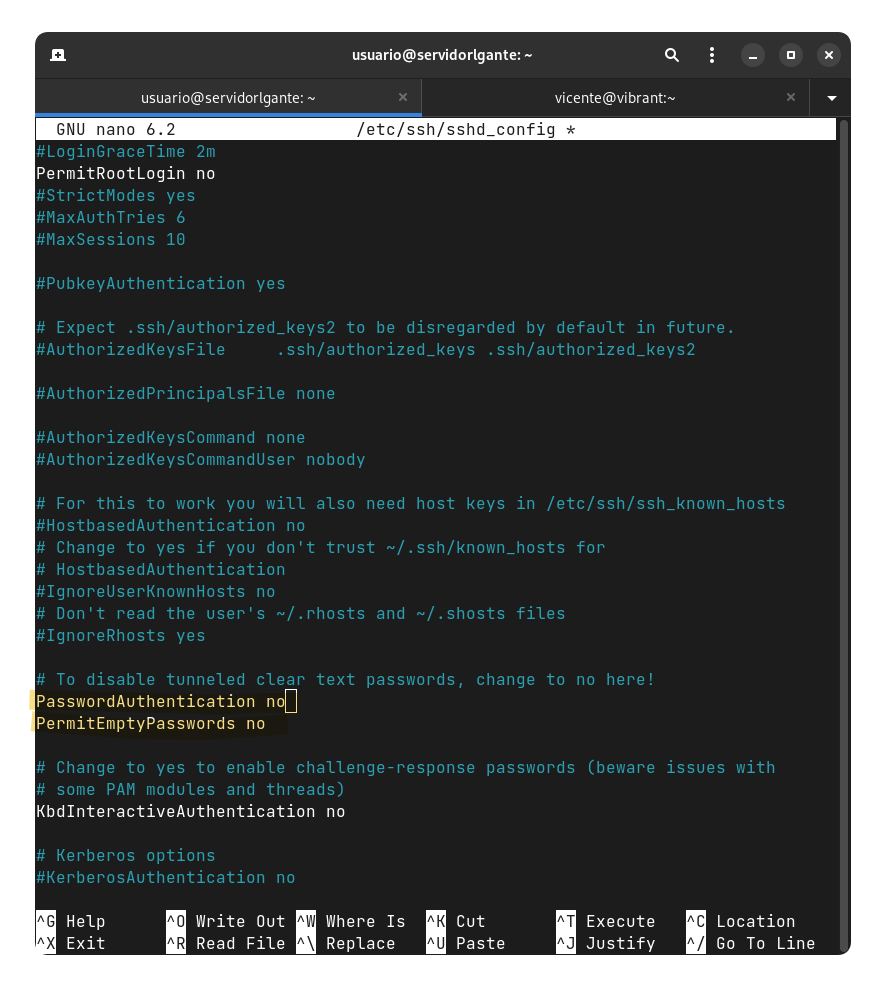 usuario@servidorlgante: ~
usuario@servidorlgante: ~
vicente@vibrant:~
GNU nano 6.2 /etc/ssh/sshd_config *
#LoginGraceTime 2m
PermitRootLogin no
#StrictModes yes
#MaxAuthTries 6
#MaxSessions 10
#PubkeyAuthentication yes
# Expect .ssh/authorized_keys2 to be disregarded by default in future.
#AuthorizedKeysFile .ssh/authorized_keys .ssh/authorized_keys2
#AuthorizedPrincipalsFile none
#AuthorizedKeysCommand none
#AuthorizedKeysCommandUser nobody
# For this to work you will also need host keys in /etc/ssh/ssh_known_hosts
#HostbasedAuthentication no
# Change to yes if you don't trust ~/.ssh/known_hosts for
# HostbasedAuthentication
#IgnoreUserKnownHosts no
# Don't read the user's ~/.rhosts and ~/.shosts files
#IgnoreRhosts yes
# To disable tunneled clear text passwords, change to no here!
PasswordAuthentication no
PermitEmptyPasswords no
# Change to yes to enable challenge-response passwords (beware issues with
# some PAM modules and threads)
KbdInteractiveAuthentication no
# Kerberos options
#KerberosAuthentication no
^G Help ^O Write Out ^W Where Is ^K Cut ^T Execute ^C Location
^X Exit ^R Read File ^\ Replace ^U Paste ^J Justify ^/ Go To Line